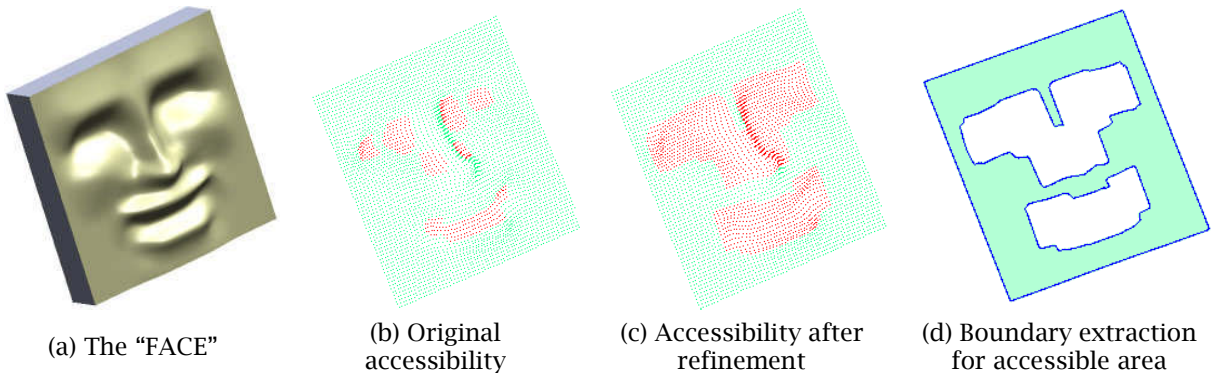 (a) The “FACE”
(b) Original
accessibility
(c) Accessibility after
refinement
(d) Boundary extraction
for accessible area